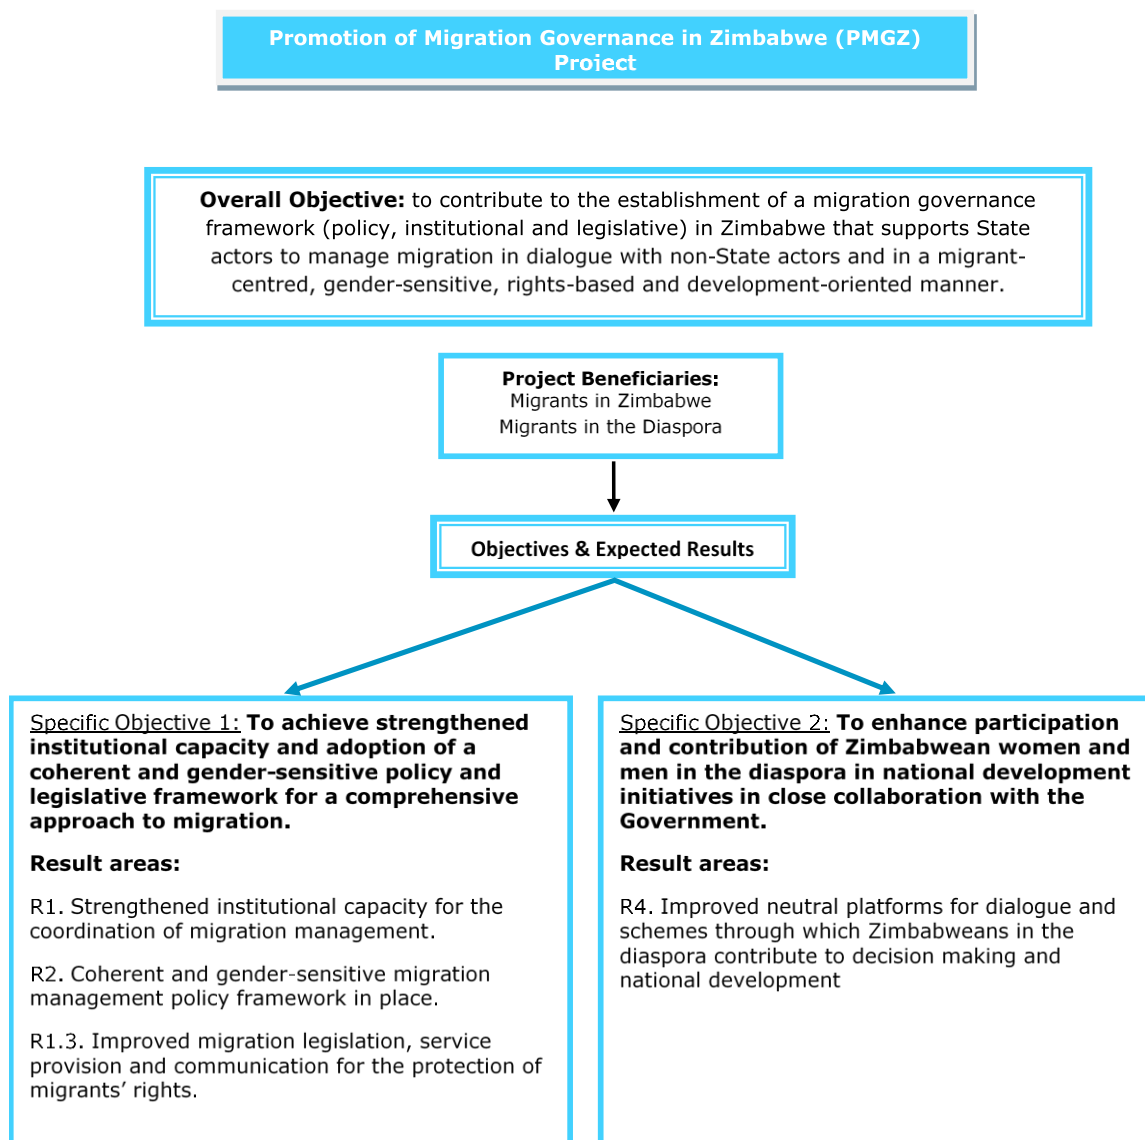 Promotion of Migration Governance in Zimbabwe (PMGZ)
Project
Overall Objective: to contribute to the establishment of a migration governance
framework (policy, institutional and legislative) in Zimbabwe that supports State
actors to manage migration in dialogue with non-State actors and in a migrant-
centred, gender-sensitive, rights-based and development-oriented manner.
Project Beneficiaries:
Migrants in Zimbabwe
Migrants in the Diaspora
Objectives & Expected Results
Specific Objective 1: To achieve strengthened
institutional capacity and adoption of a
coherent and gender-sensitive policy and
legislative framework for a comprehensive
approach to migration.
Result areas:
R1. Strengthened institutional capacity for the
coordination of migration management.
R2. Coherent and gender-sensitive migration
management policy framework in place.
R1.3. Improved migration legislation, service
provision and communication for the protection of
migrants’ rights.
Specific Objective 2: To enhance participation
and contribution of Zimbabwean women and
men in the diaspora in national development
initiatives in close collaboration with the
Government.
Result areas:
R4. Improved neutral platforms for dialogue and
schemes through which Zimbabweans in the
diaspora contribute to decision making and
national development